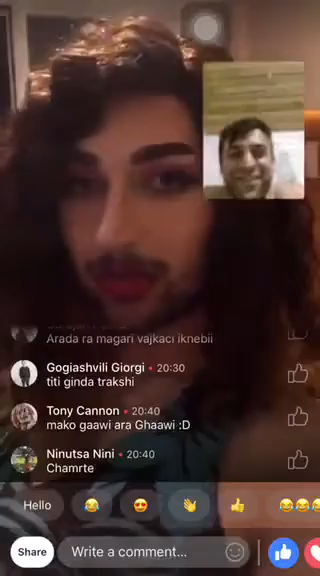 Arada ra magari vajkaci iknebii
Gogiashvili Giorgi • 20:30
titi ginda trakshi
Tony Cannon • 20:40
mako gaawi ara Ghaawi :D
Ninutsa Nini • 20:40
Chamrte
Hello
Share
Write a comment...